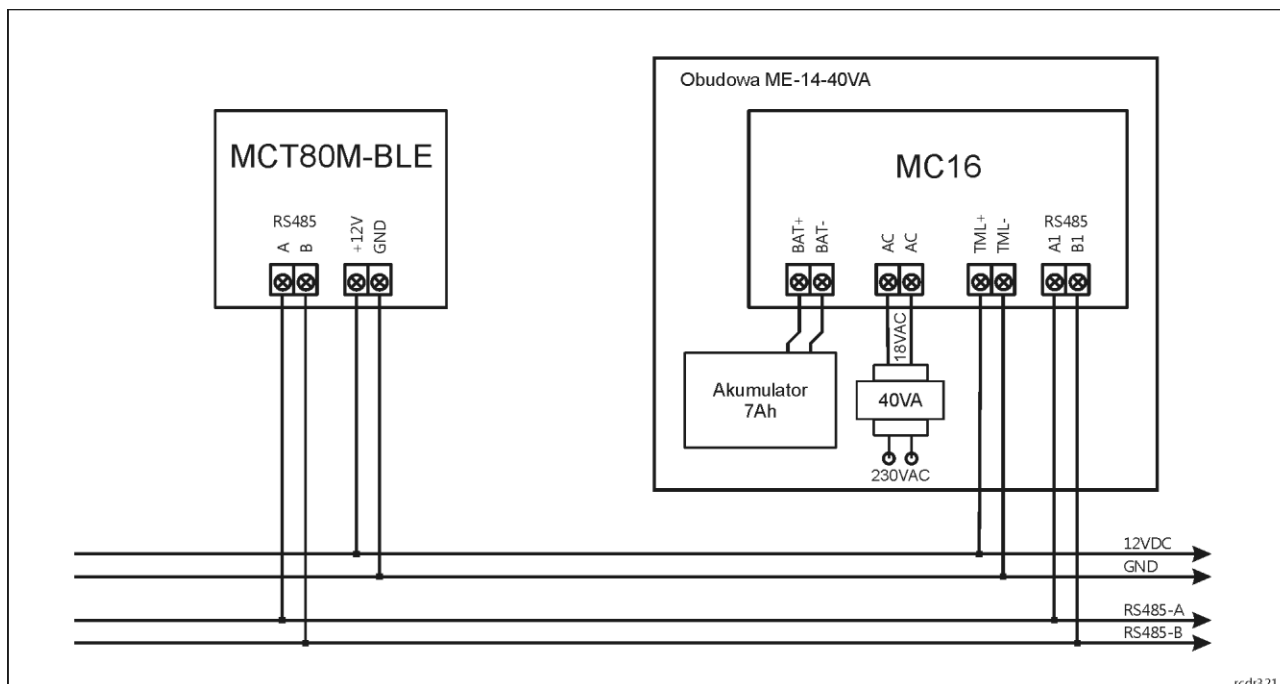 Obudowa ME-14-40VA
MCT80M-BLE
RS485
A
B
+12V
GND
MC16
BAT+
BAT-
AC
AC
TML+
TML-
RS485
A1
B1
18VAC
Akumulator
7Ah
40VA
230VAC
12VDC
GND
RS485-A
RS485-B